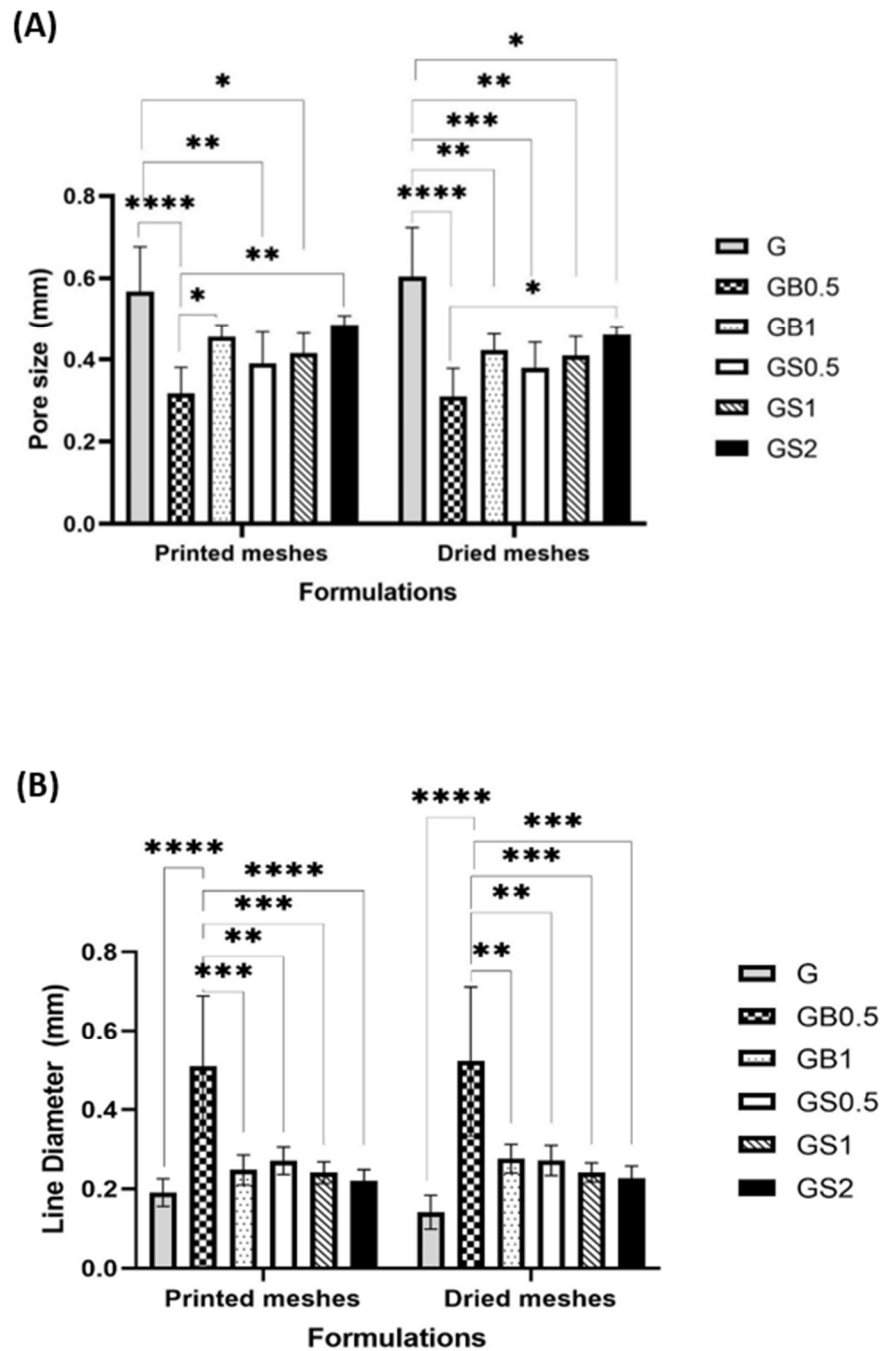 (A)
*
*
**
**
***
**
****
****
**
*
*
0.8
0.6
0.4
0.2
0.0
Pore size (mm)
Printed meshes
Dried meshes
Formulations
G
GB0.5
GB1
GS0.5
GS1
GS2
(B)
****
***
****
***
****
**
***
**
**
***
0.8
0.6
0.4
0.2
0.0
Line Diameter (mm)
Printed meshes
Dried meshes
Formulations
G
GB0.5
GB1
GS0.5
GS1
GS2